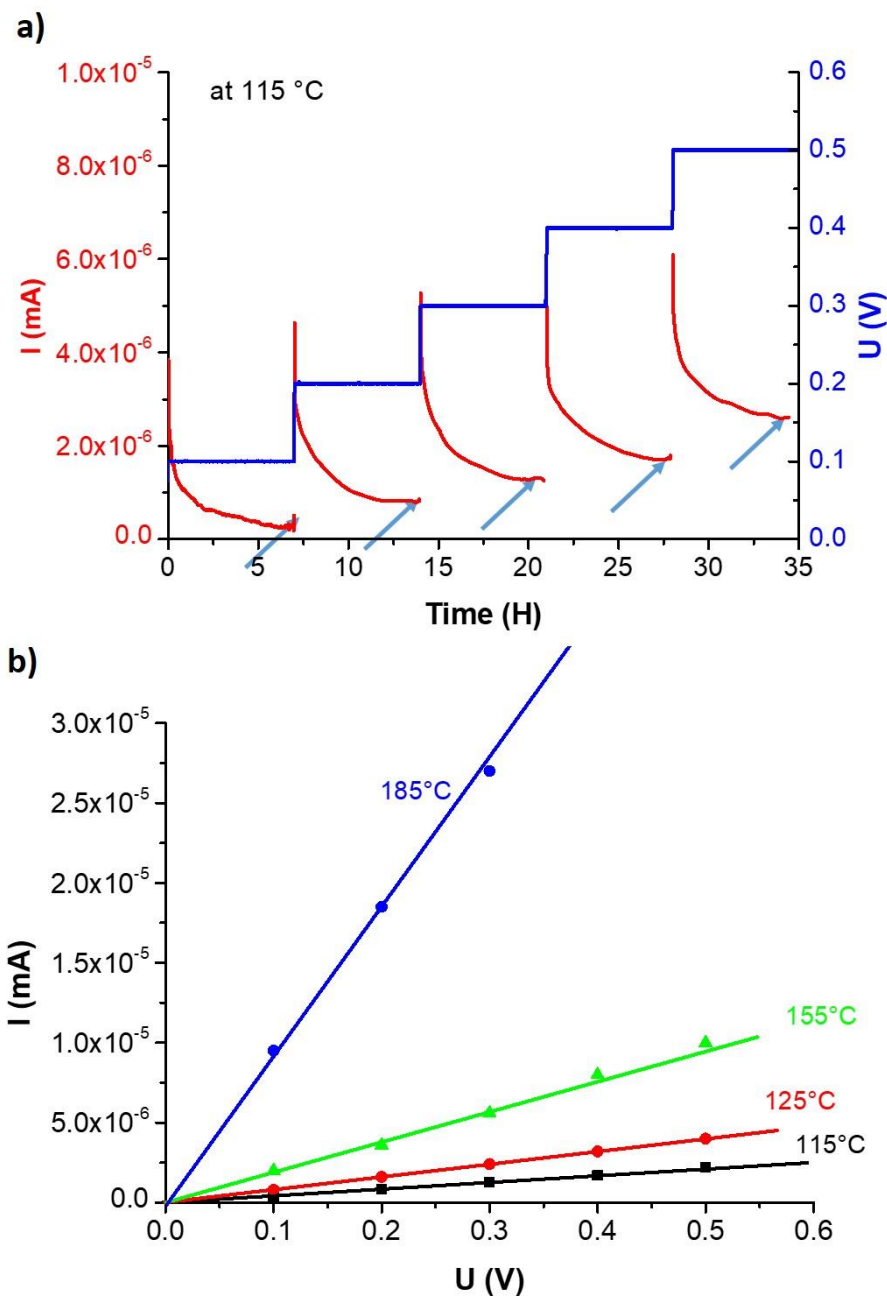 a)
at 115 °C
1.0x10⁻⁵
8.0x10⁻⁶
6.0x10⁻⁶
4.0x10⁻⁶
2.0x10⁻⁶
0.0
I (mA)
0.6
0.5
0.4
0.3
0.2
0.1
0.0
U (V)
0 5 10 15 20 25 30 35
Time (H)
b)
3.0x10⁻⁵
2.5x10⁻⁵
2.0x10⁻⁵
1.5x10⁻⁵
1.0x10⁻⁵
5.0x10⁻⁶
0.0
I (mA)
185°C
155°C
125°C
115°C
0.0 0.1 0.2 0.3 0.4 0.5 0.6
U (V)